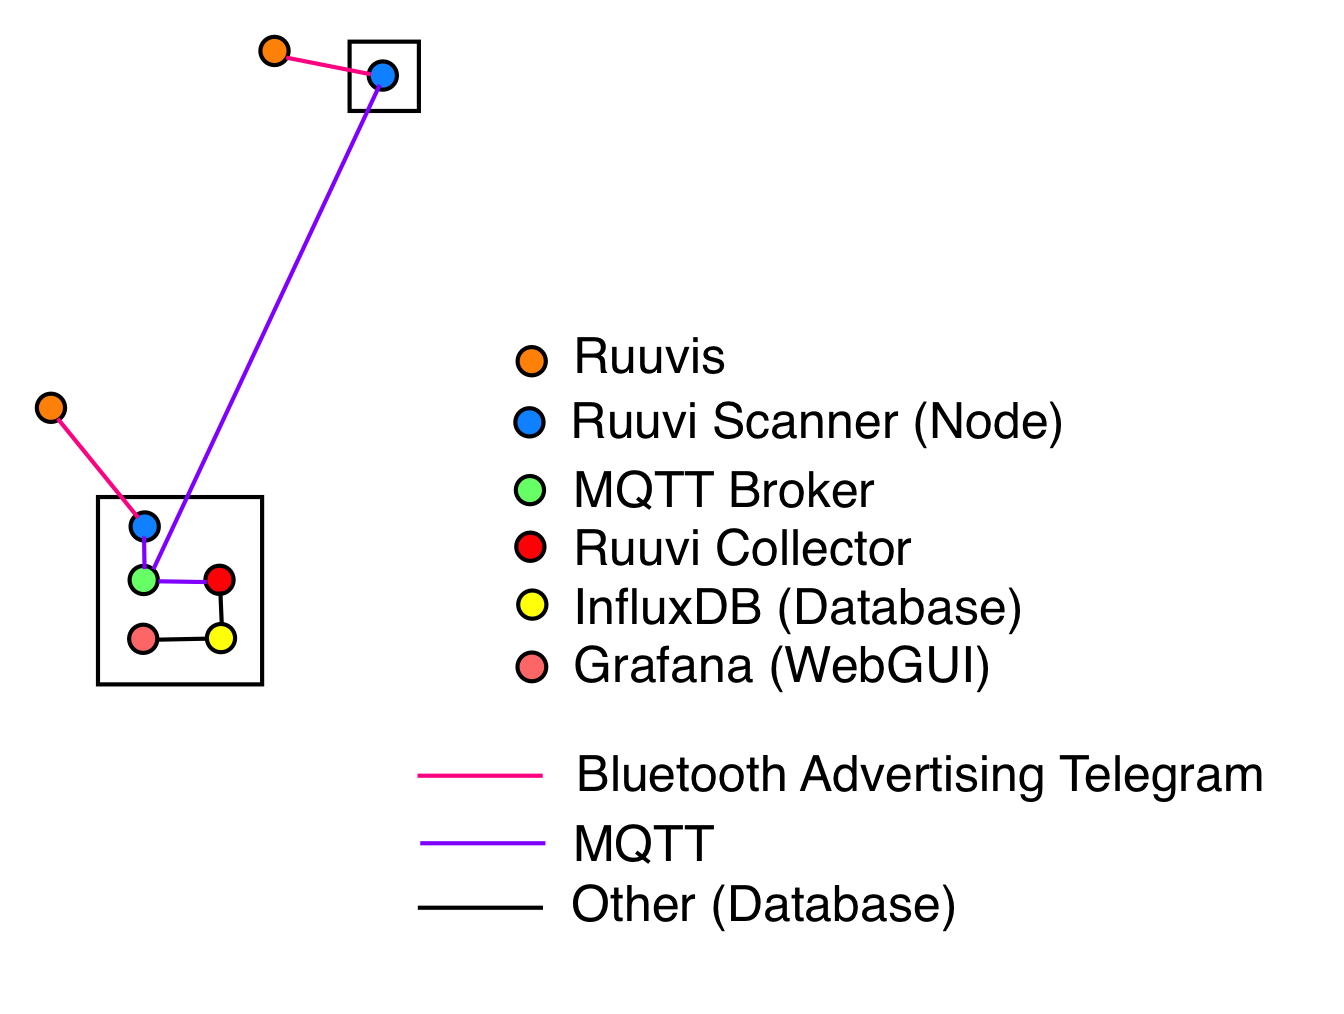 Ruuvis
Ruuvi Scanner (Node)
MQTT Broker
Ruuvi Collector
InfluxDB (Database)
Grafana (WebGUI)
Bluetooth Advertising Telegram
MQTT
Other (Database)